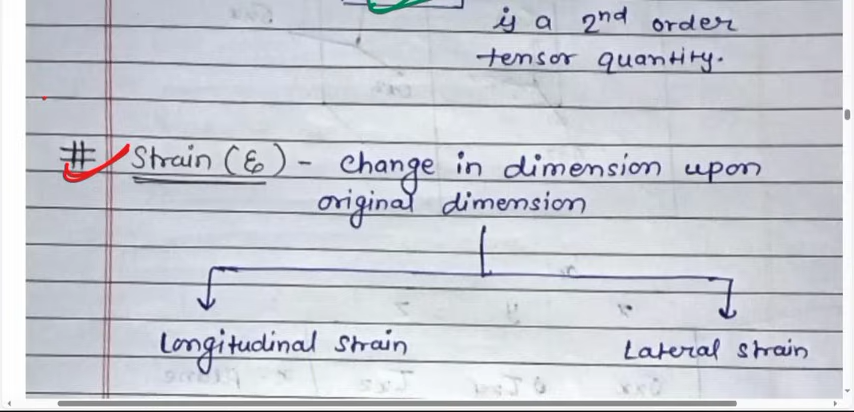 is a 2nd order
tensor quantity.
# Strain (ε) - change in dimension upon
original dimension
Longitudinal strain
Lateral strain